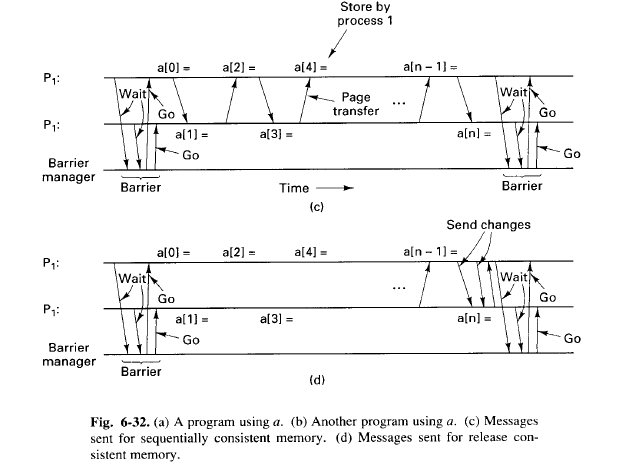 Store by
process 1
a[0] = a[2] = a[4] = a[n – 1] =
P1:
Wait Page Wait
Go transfer ... Go
P1:
a[1] = a[3] = a[n] =
Go Go
Barrier
manager
Barrier Time Barrier
(c)
Send changes
a[0] = a[2] = a[4] = a[n – 1] =
P1:
Wait ... Wait
Go Go
P1:
a[1] = a[3] = a[n] =
Go Go
Barrier
manager
Barrier
(d)
Fig. 6-32. (a) A program using a. (b) Another program using a. (c) Messages
sent for sequentially consistent memory. (d) Messages sent for release con-
sistent memory.